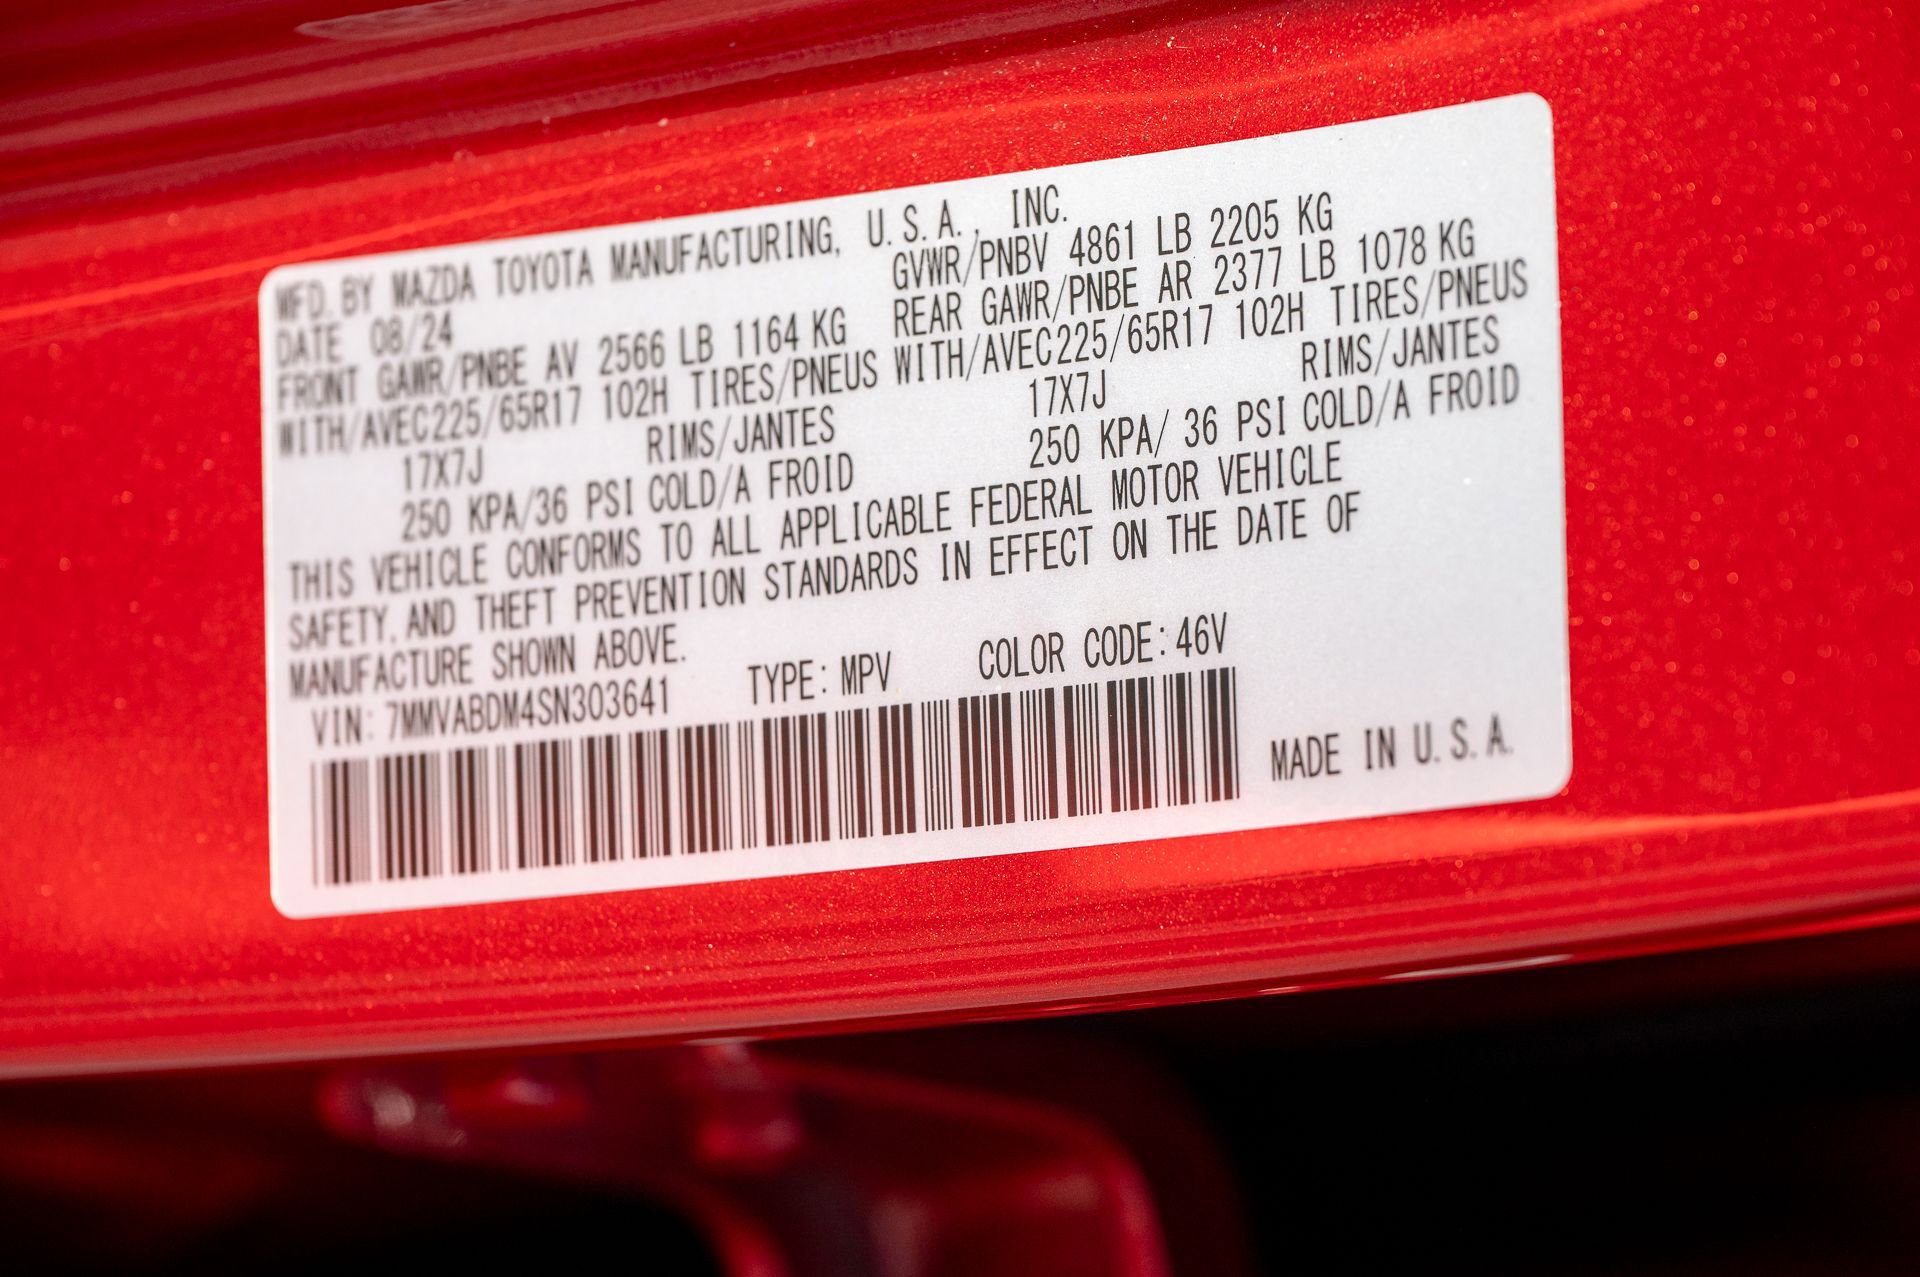 MFD. BY MAZDA TOYOTA MANUFACTURING, U.S.A., INC.
DATE 08/24 GVWR/PNBV 4861 LB 2205 KG
FRONT GAWR/PNBE AV 2566 LB 1164 KG REAR GAWR/PNBE AR 2377 LB 1078 KG
WITH/AVEC225/65R17 102H TIRES/PNEUS WITH/AVEC225/65R17 102H TIRES/PNEUS
17X7J RIMS/JANTES 17X7J RIMS/JANTES
250 KPA/36 PSI COLD/A FROID 250 KPA/ 36 PSI COLD/A FROID
THIS VEHICLE CONFORMS TO ALL APPLICABLE FEDERAL MOTOR VEHICLE
SAFETY, AND THEFT PREVENTION STANDARDS IN EFFECT ON THE DATE OF
MANUFACTURE SHOWN ABOVE.
VIN: 7MMVABDM4SN303641 TYPE: MPV COLOR CODE: 46V
MADE IN U.S.A.